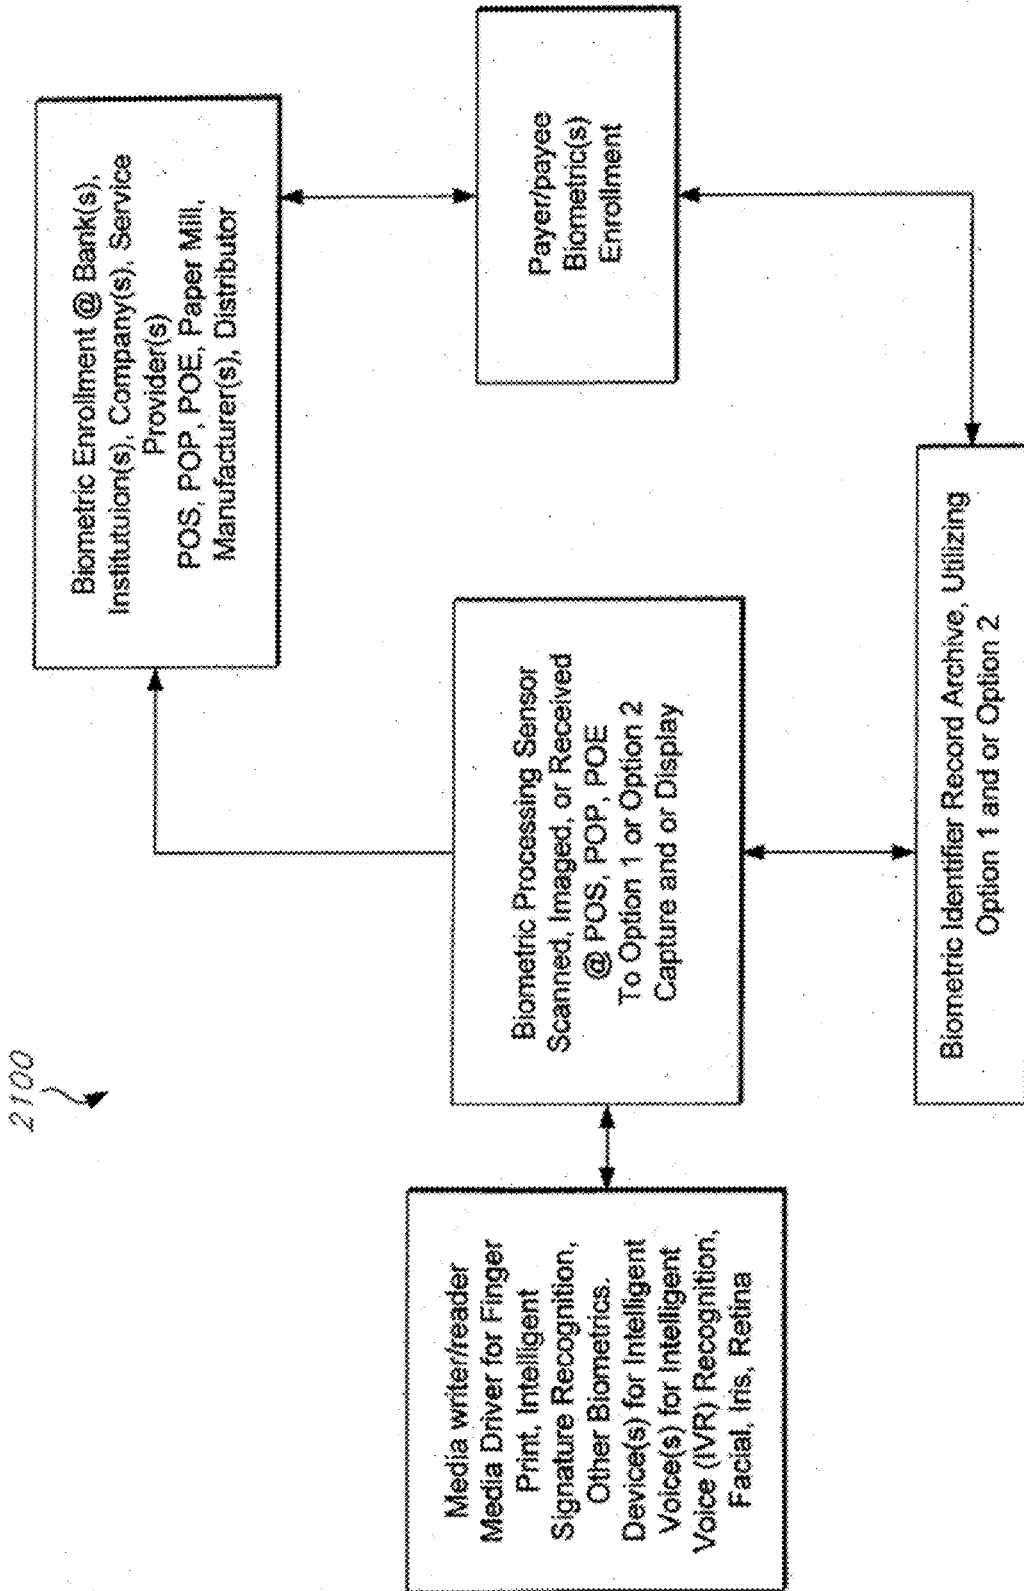 2100
Biometric Enrollment @ Bank(s),
Institutuion(s), Company(s), Service
Provider(s)
POS, POP, POE, Paper Mill,
Manufacturer(s), Distributor
Media writer/reader
Media Driver for Finger
Print, Intelligent
Signature Recognition,
Other Biometrics.
Device(s) for Intelligent
Voice(s) for Intelligent
Voice (IVR) Recognition,
Facial, Iris, Retina
Biometric Processing Sensor
Scanned, Imaged, or Received
@ POS, POP, POE
To Option 1 or Option 2
Capture and or Display
Payer/payee
Biometric(s)
Enrollment
Biometric Identifier Record Archive, Utilizing
Option 1 and or Option 2